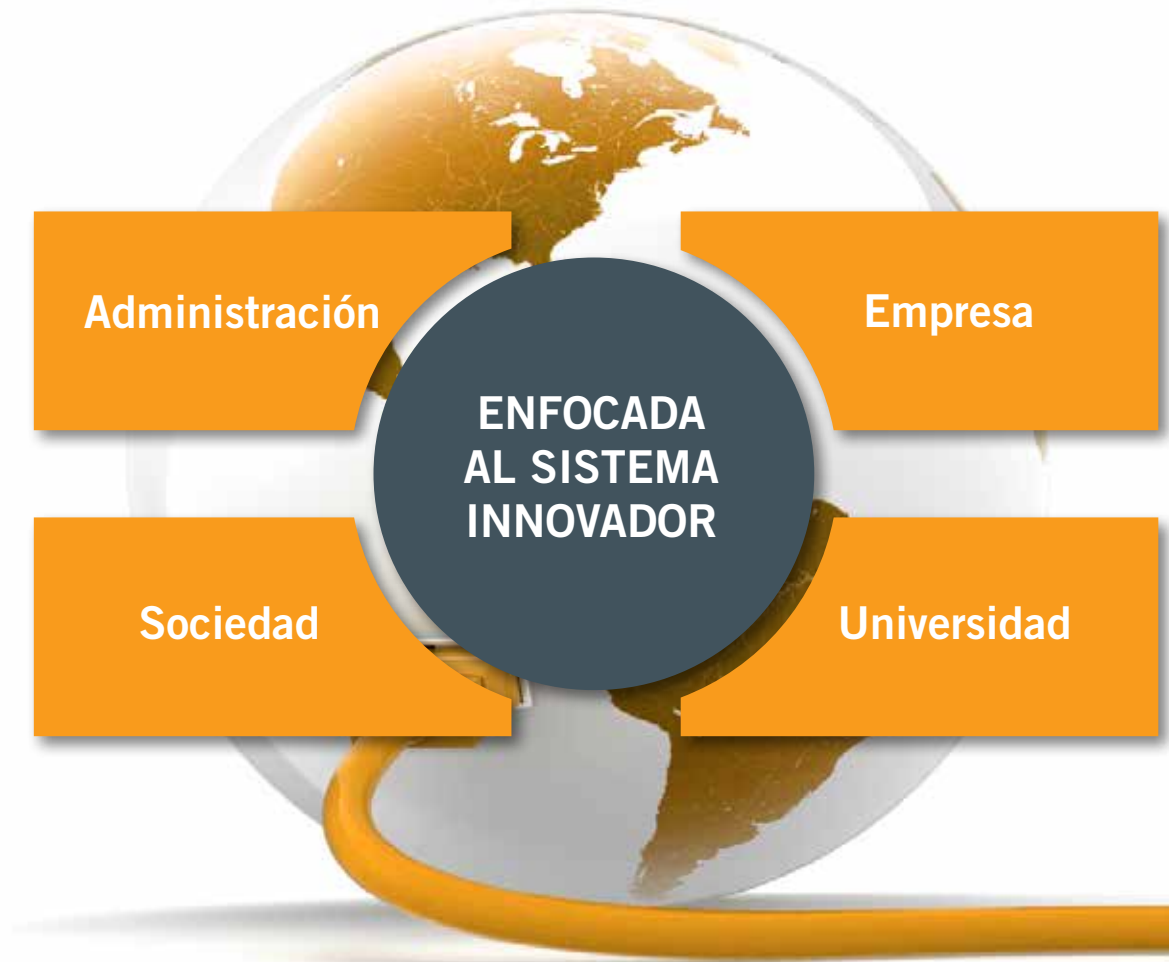 Administración
Empresa
ENFOCADA
AL SISTEMA
INNOVADOR
Sociedad
Universidad